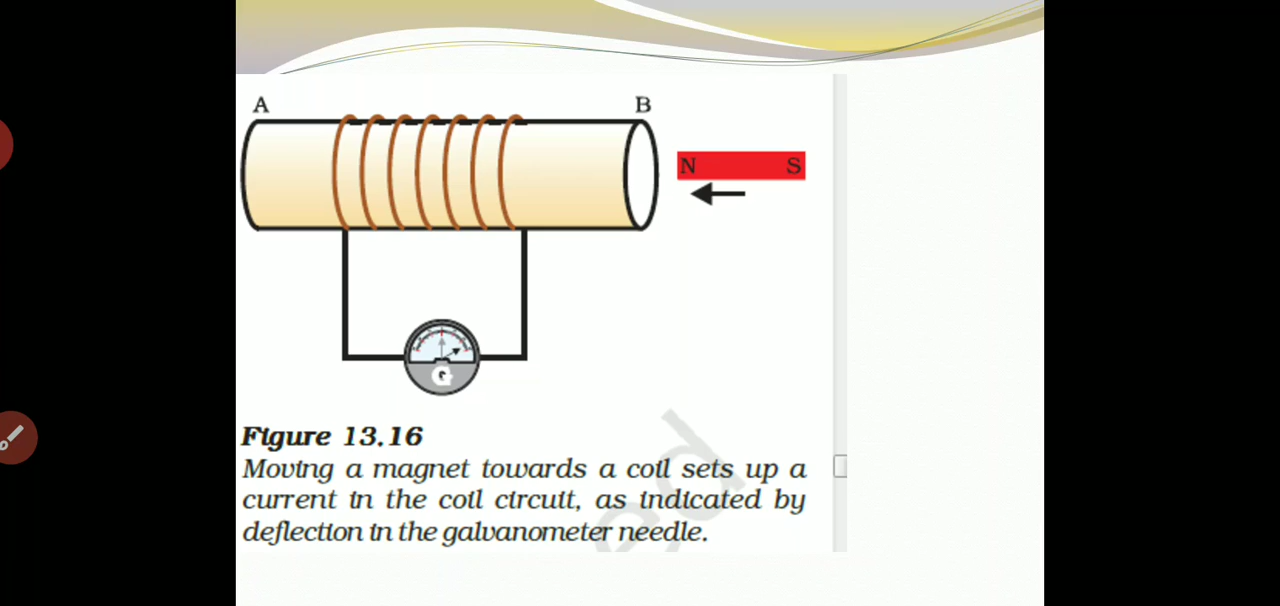 A
B
N S
G
Figure 13.16
Moving a magnet towards a coil sets up a
current in the coil circuit, as indicated by
deflection in the galvanometer needle.
ed